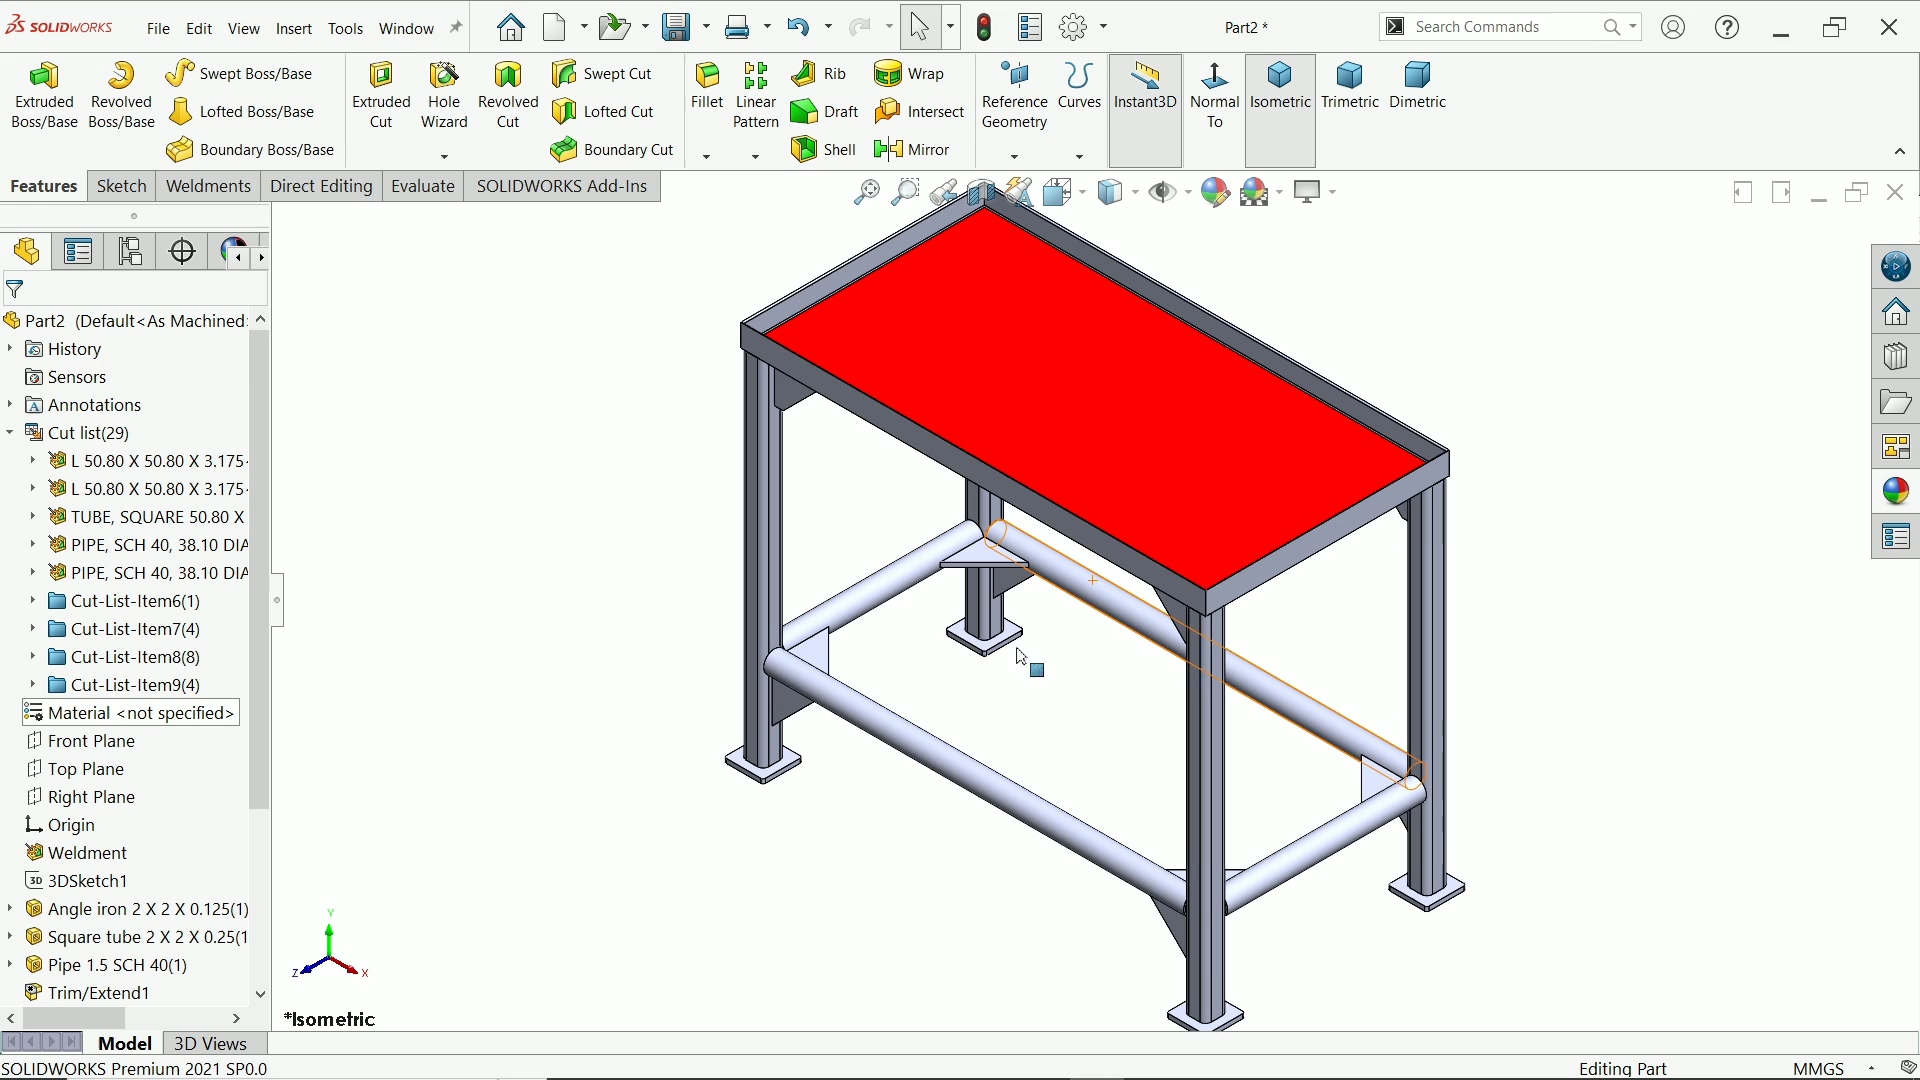 SOLIDWORKS File Edit View Insert Tools Window Part2 * Search Commands
Extruded Boss/Base
Revolved Boss/Base
Swept Boss/Base
Lofted Boss/Base
Boundary Boss/Base
Extruded Cut
Hole Wizard
Revolved Cut
Swept Cut
Lofted Cut
Boundary Cut
Fillet
Linear Pattern
Rib
Draft
Shell
Wrap
Intersect
Mirror
Reference Geometry
Curves
Instant3D
Normal To
Isometric
Trimetric
Dimetric
Features Sketch Weldments Direct Editing Evaluate SOLIDWORKS Add-Ins
Part2 (Default<As Machined
History
Sensors
Annotations
Cut list(29)
L 50.80 X 50.80 X 3.175
L 50.80 X 50.80 X 3.175
TUBE, SQUARE 50.80 X
PIPE, SCH 40, 38.10 DIA
PIPE, SCH 40, 38.10 DIA
Cut-List-Item6(1)
Cut-List-Item7(4)
Cut-List-Item8(8)
Cut-List-Item9(4)
Material <not specified>
Front Plane
Top Plane
Right Plane
Origin
Weldment
3D 3DSketch1
Angle iron 2 X 2 X 0.125(1)
Square tube 2 X 2 X 0.25(1
Pipe 1.5 SCH 40(1)
Trim/Extend1
Y
Z X
*Isometric
Model 3D Views
SOLIDWORKS Premium 2021 SP0.0 Editing Part MMGS